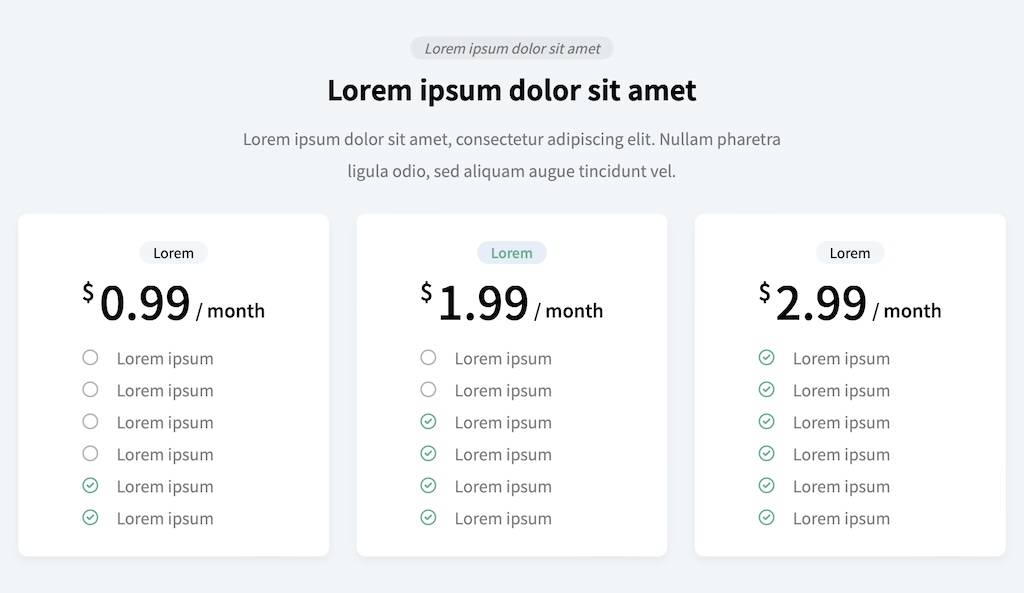 Lorem ipsum dolor sit amet
Lorem ipsum dolor sit amet
Lorem ipsum dolor sit amet, consectetur adipiscing elit. Nullam pharetra
ligula odio, sed aliquam augue tincidunt vel.
Lorem
$0.99 / month
Lorem ipsum
Lorem ipsum
Lorem ipsum
Lorem ipsum
Lorem ipsum
Lorem ipsum
Lorem
$1.99 / month
Lorem ipsum
Lorem ipsum
Lorem ipsum
Lorem ipsum
Lorem ipsum
Lorem ipsum
Lorem
$2.99 / month
Lorem ipsum
Lorem ipsum
Lorem ipsum
Lorem ipsum
Lorem ipsum
Lorem ipsum